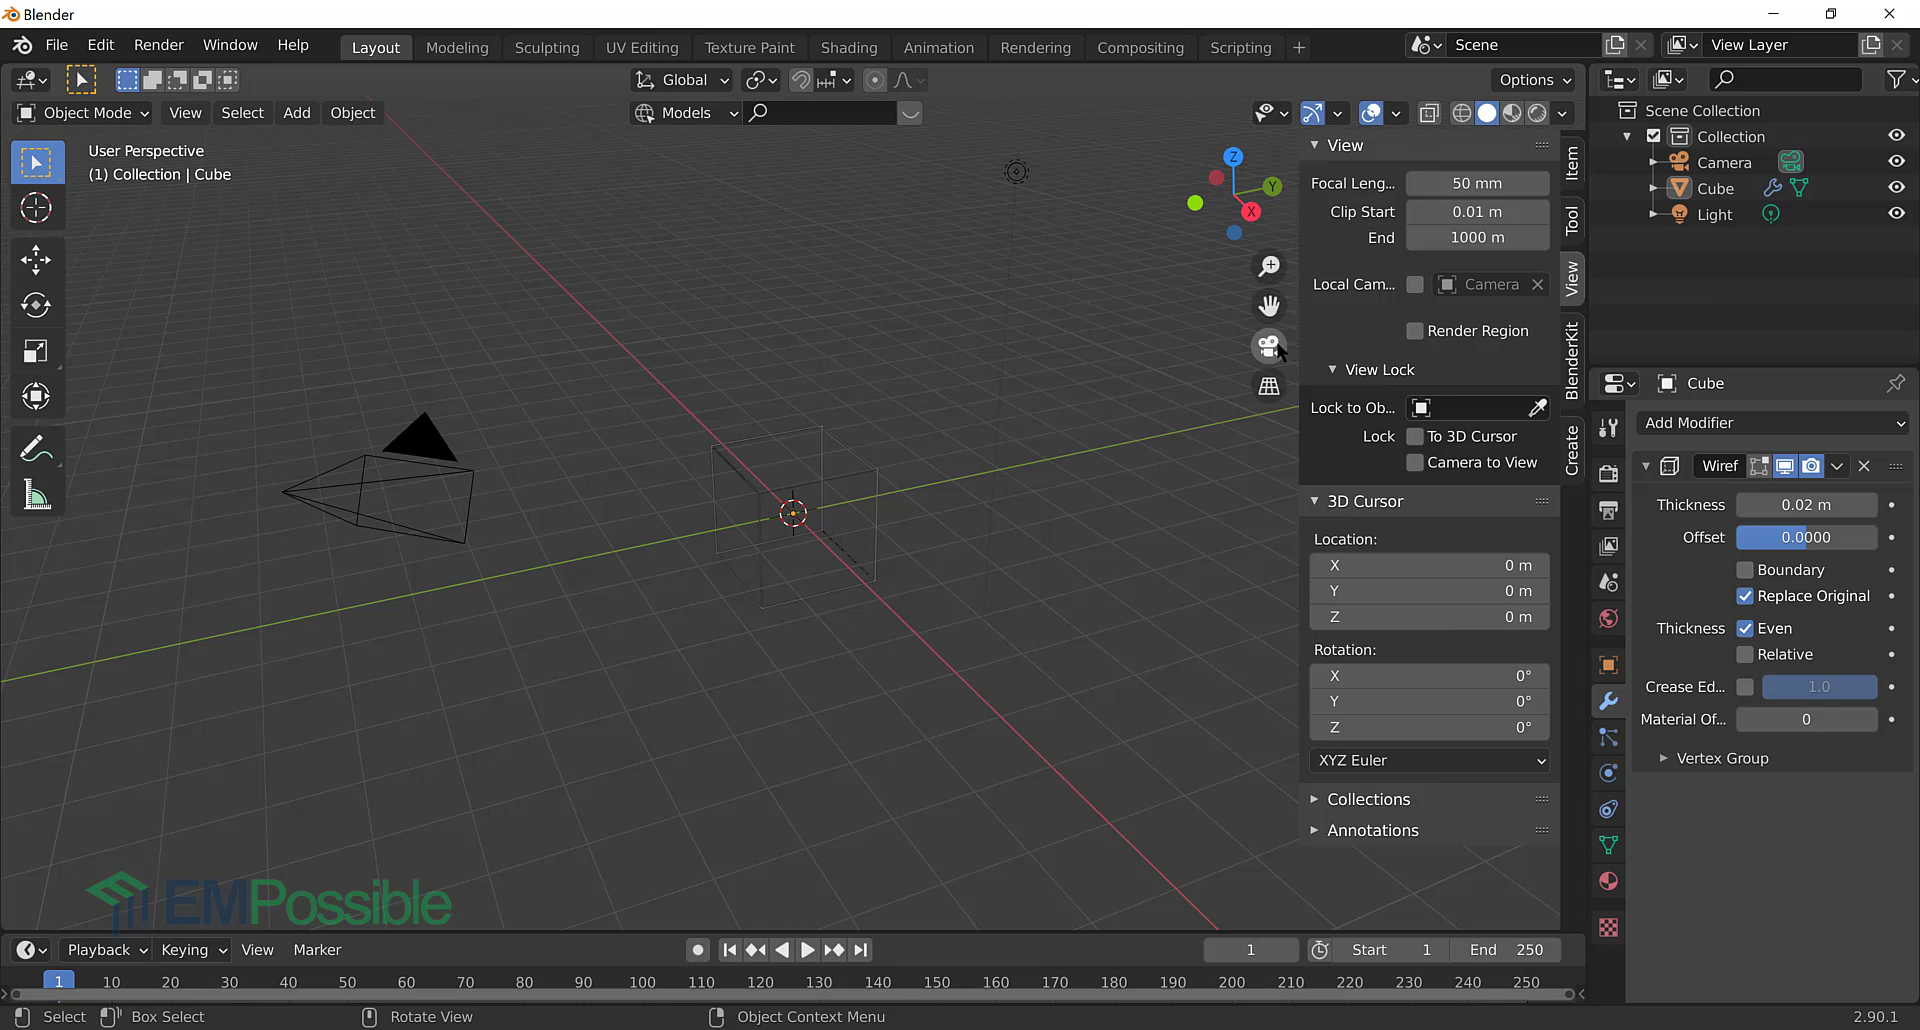 Blender
File Edit Render Window Help
Layout Modeling Sculpting UV Editing Texture Paint Shading Animation Rendering Compositing Scripting +
Scene
View Layer
Global
Options
Object Mode View Select Add Object
Models
User Perspective
(1) Collection | Cube
Z
Y
X
View
Focal Leng... 50 mm
Clip Start 0.01 m
End 1000 m
Local Cam... Camera
Render Region
View Lock
Lock to Ob...
Lock To 3D Cursor
Camera to View
3D Cursor
Location:
X 0 m
Y 0 m
Z 0 m
Rotation:
X 0°
Y 0°
Z 0°
XYZ Euler
Collections
Annotations
Item
Tool
View
BlenderKit
Create
Scene Collection
Collection
Camera
Cube
Light
Cube
Add Modifier
Wiref
Thickness 0.02 m
Offset 0.0000
Boundary
Replace Original
Thickness Even
Relative
Crease Ed... 1.0
Material Of... 0
Vertex Group
EMPossible
Playback Keying View Marker
1 Start 1 End 250
1 10 20 30 40 50 60 70 80 90 100 110 120 130 140 150 160 170 180 190 200 210 220 230 240 250
Select Box Select Rotate View Object Context Menu 2.90.1